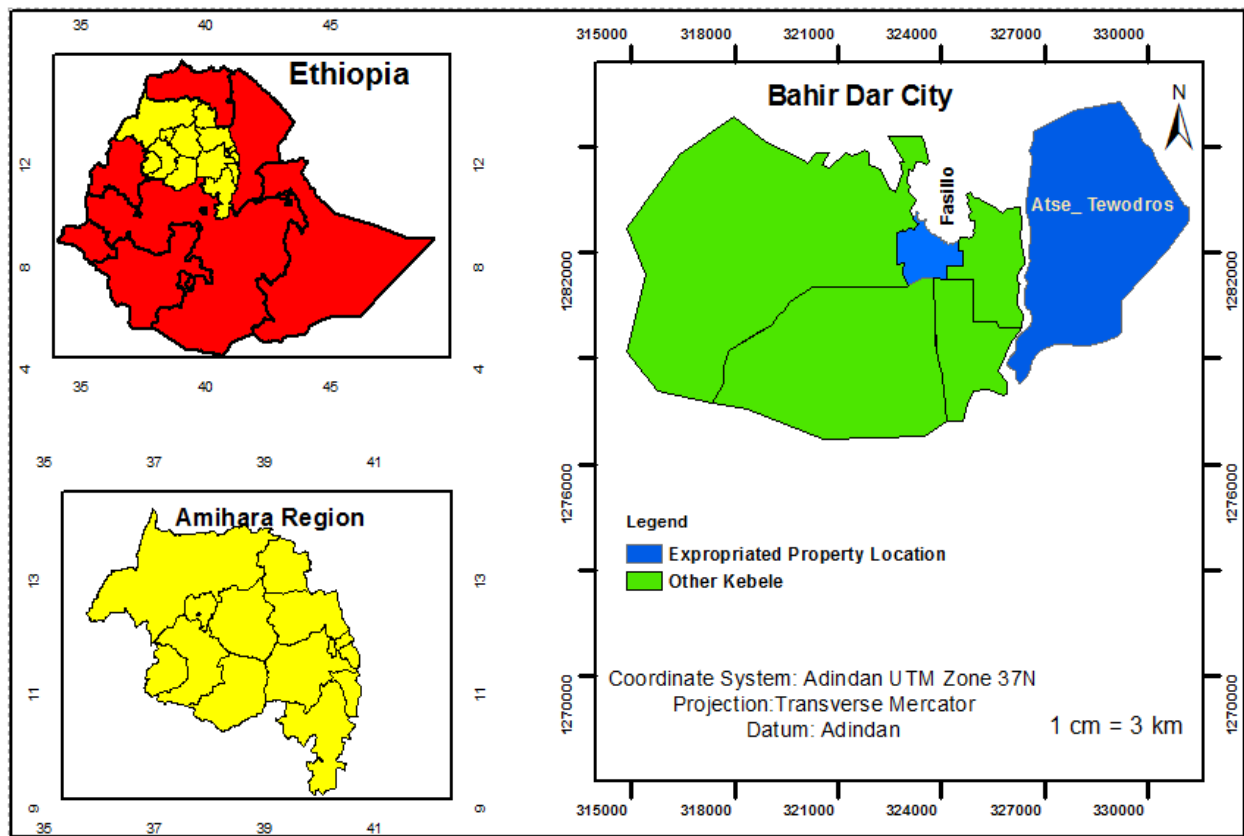 35 40 45
Ethiopia
12 12
8 8
4 4
35 40 45
35 37 39 41
Amihara Region
13 13
11 11
9 9
35 37 39 41
315000 318000 321000 324000 327000 330000
Bahir Dar City
N
Fasillo
Atse_ Tewodros
1282000 1282000
1276000 1276000
Legend
Expropriated Property Location
Other Kebele
1270000 1270000
Coordinate System: Adindan UTM Zone 37N
Projection:Transverse Mercator
Datum: Adindan
1 cm = 3 km
315000 318000 321000 324000 327000 330000